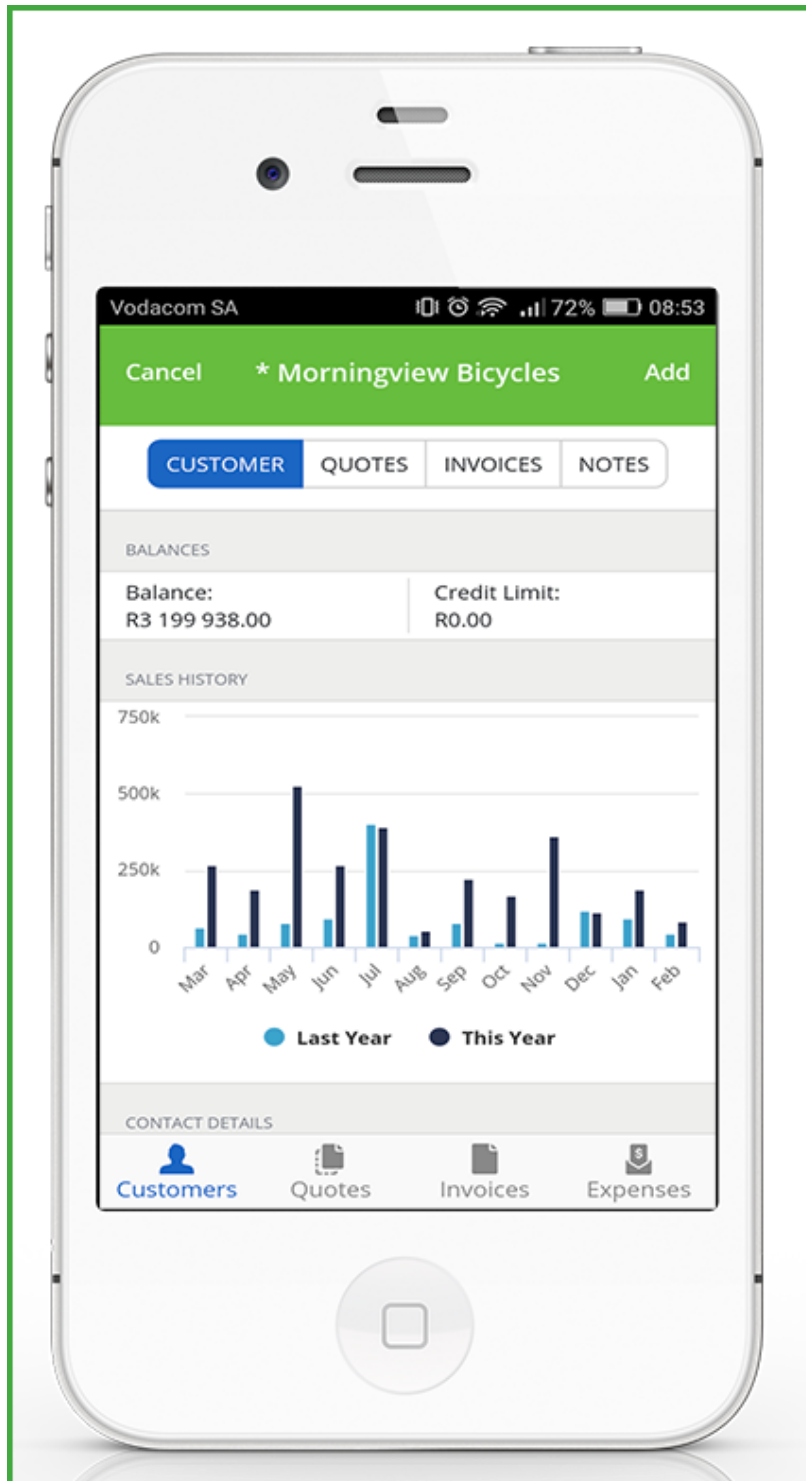 Vodacom SA 72% 08:53
Cancel * Morningview Bicycles Add
CUSTOMER QUOTES INVOICES NOTES
BALANCES
Balance: Credit Limit:
R3 199 938.00 R0.00
SALES HISTORY
750k
500k
250k
0
Mar Apr May Jun Jul Aug Sep Oct Nov Dec Jan Feb
Last Year This Year
CONTACT DETAILS
$
Customers Quotes Invoices Expenses